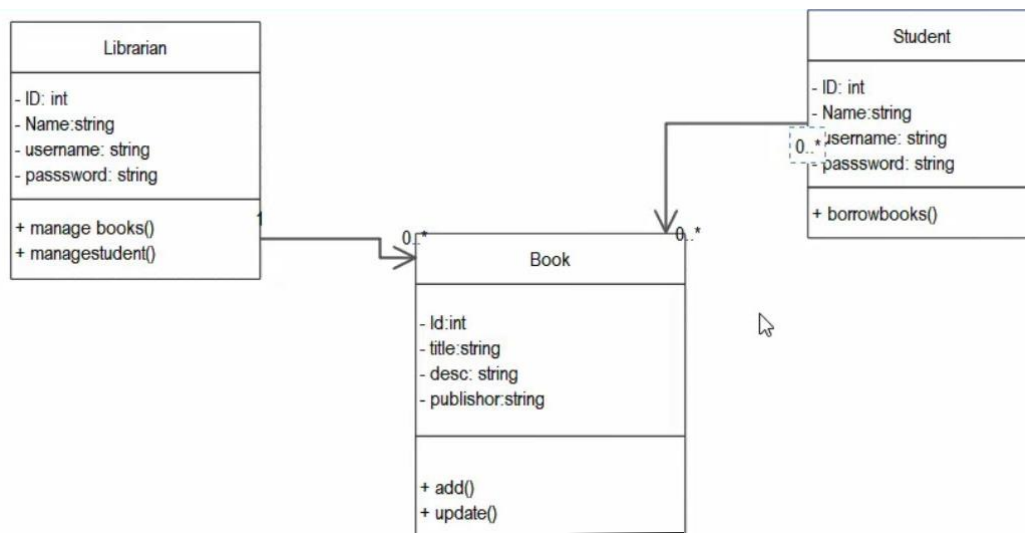 Librarian
- ID: int
- Name:string
- username: string
- passsword: string
+ manage books()
+ managestudent()
1
0..*
Student
- ID: int
- Name:string
- username: string
- passsword: string
+ borrowbooks()
0..*
0..*
Book
- Id:int
- title:string
- desc: string
- publishor:string
+ add()
+ update()